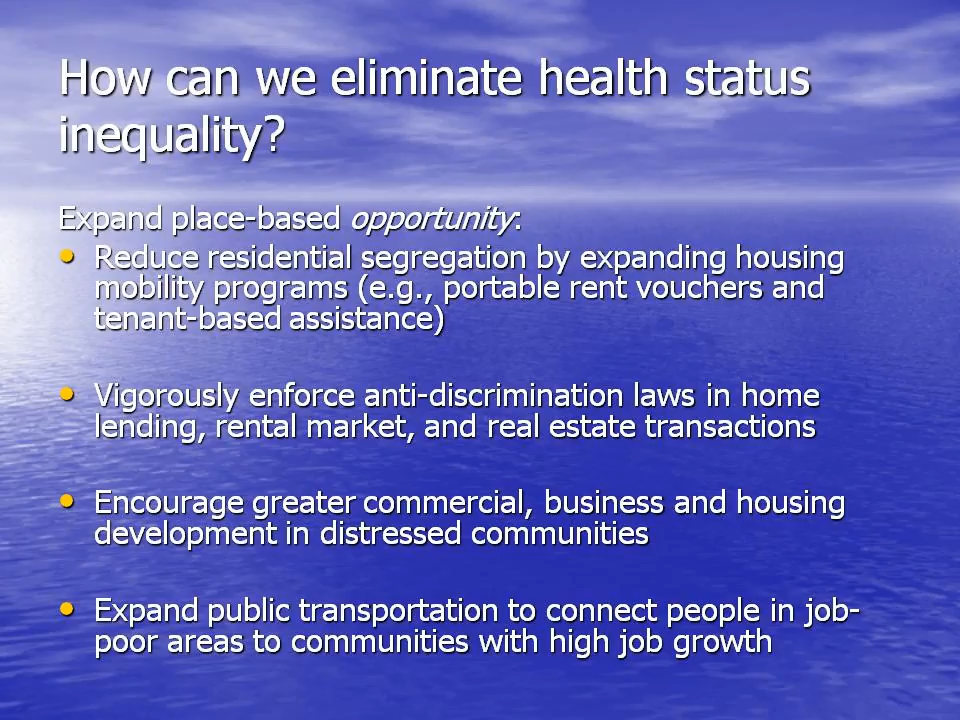 How can we eliminate health status
inequality?
Expand place-based opportunity:
• Reduce residential segregation by expanding housing
mobility programs (e.g., portable rent vouchers and
tenant-based assistance)
• Vigorously enforce anti-discrimination laws in home
lending, rental market, and real estate transactions
• Encourage greater commercial, business and housing
development in distressed communities
• Expand public transportation to connect people in job-
poor areas to communities with high job growth